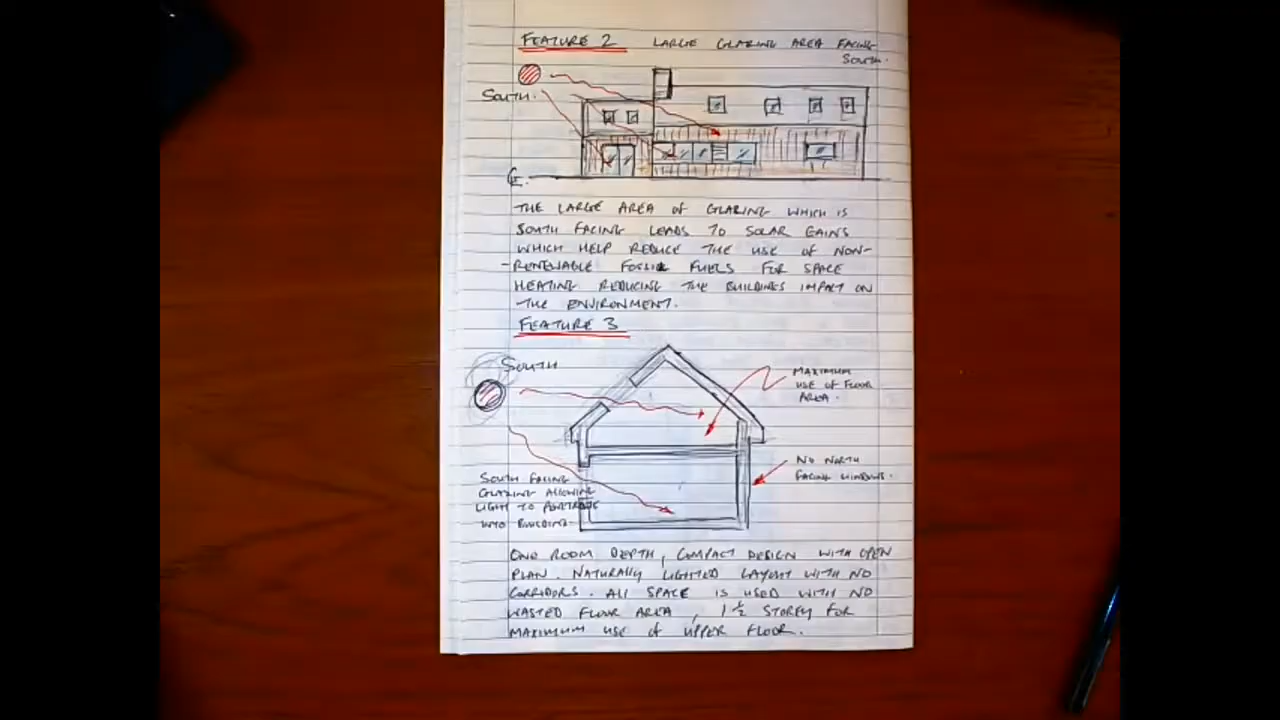 FEATURE 2 LARGE GLAZING AREA FACING
SOUTH.
SOUTH.
THE LARGE AREA OF GLAZING WHICH IS
SOUTH FACING LEADS TO SOLAR GAINS
WHICH HELP REDUCE THE USE OF NON-
-RENEWABLE FOSSIL FUELS FOR SPACE
HEATING REDUCING THE BUILDINGS IMPACT ON
THE ENVIRONMENT.
FEATURE 3
SOUTH
MAXIMUM
USE OF FLOOR
AREA.
NO NORTH
FACING WINDOWS.
SOUTH FACING
GLAZING ALLOWING
LIGHT TO PENETRATE
INTO BUILDING.
ONE ROOM DEPTH, COMPACT DESIGN WITH OPEN
PLAN. NATURALLY LIGHTED LAYOUT WITH NO
CORRIDORS. ALL SPACE IS USED WITH NO
WASTED FLOOR AREA, 1 1/2 STOREY FOR
MAXIMUM USE OF UPPER FLOOR.